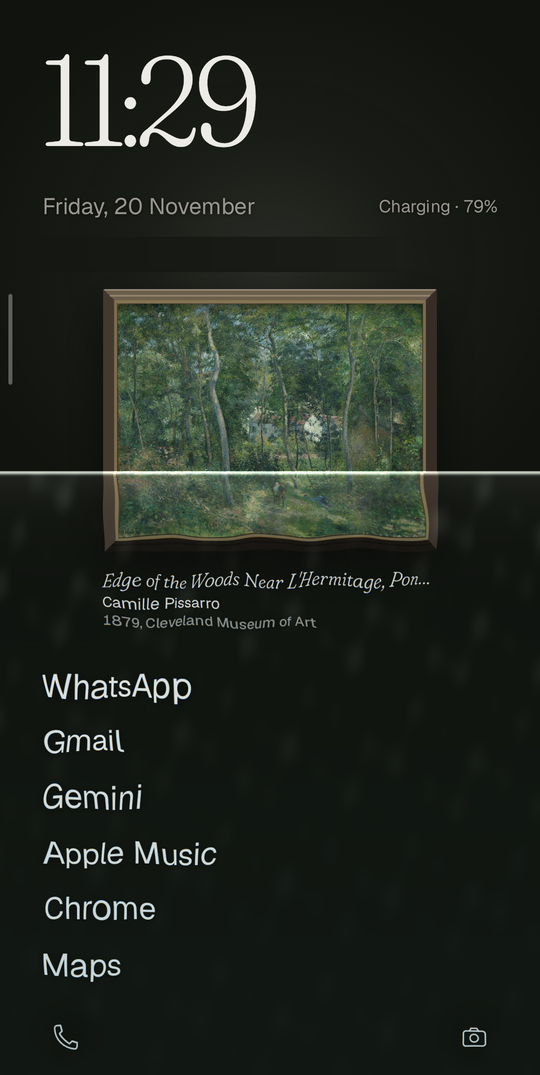 11:29
Friday, 20 November
Charging · 79%
Edge of the Woods Near L'Hermitage, Pon...
Camille Pissarro
1879, Cleveland Museum of Art
WhatsApp
Gmail
Gemini
Apple Music
Chrome
Maps